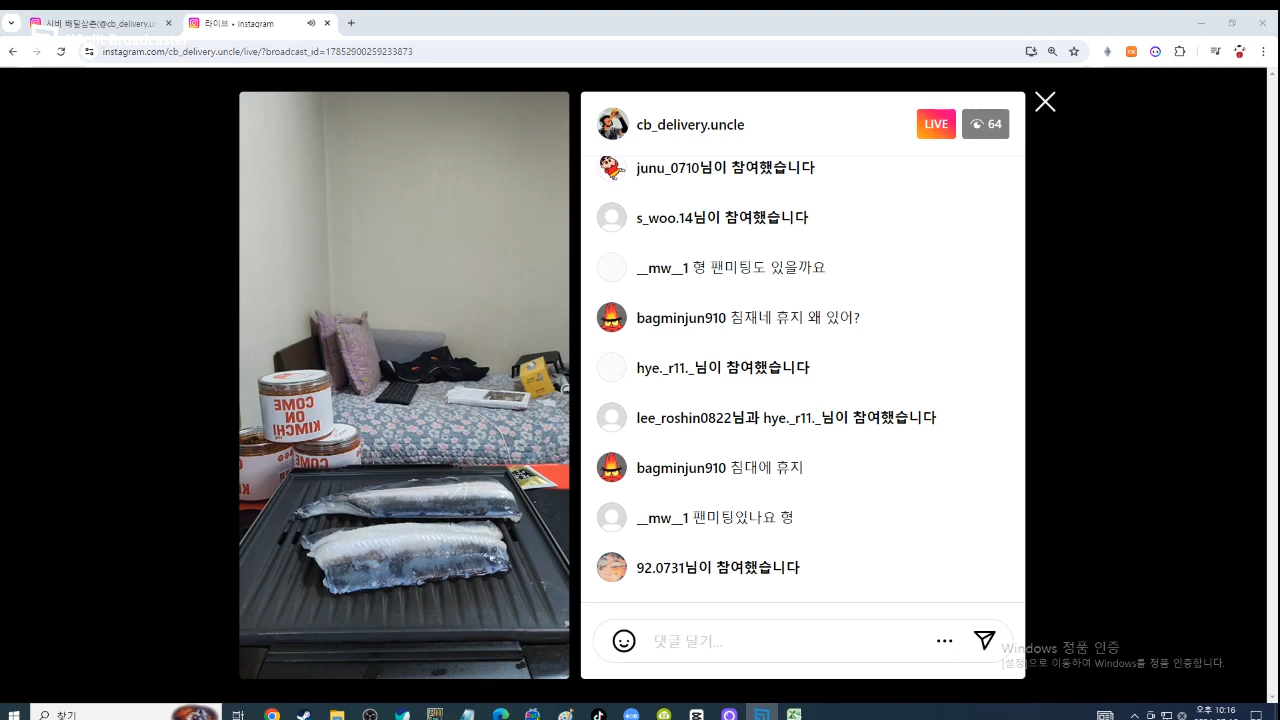 시바 배달삼촌(@cb_delivery.un
라이브 • Instagram
XSplit Broadcaster
instagram.com/cb_delivery.uncle/live/?broadcast_id=17852900259233873
cb_delivery.uncle
LIVE
64
junu_0710님이 참여했습니다
s_woo.14님이 참여했습니다
__mw__1 형 팬미팅도 있을까요
bagminjun910 침재네 휴지 왜 있어?
hye._r11._님이 참여했습니다
lee_roshin0822님과 hye._r11._님이 참여했습니다
bagminjun910 침대에 휴지
__mw__1 팬미팅있나요 형
92.0731님이 참여했습니다
COME
ON
KIMCHI
COME
댓글 달기...
Windows 정품 인증
[설정]으로 이동하여 Windows를 정품 인증합니다.
찾기
오후 10:16